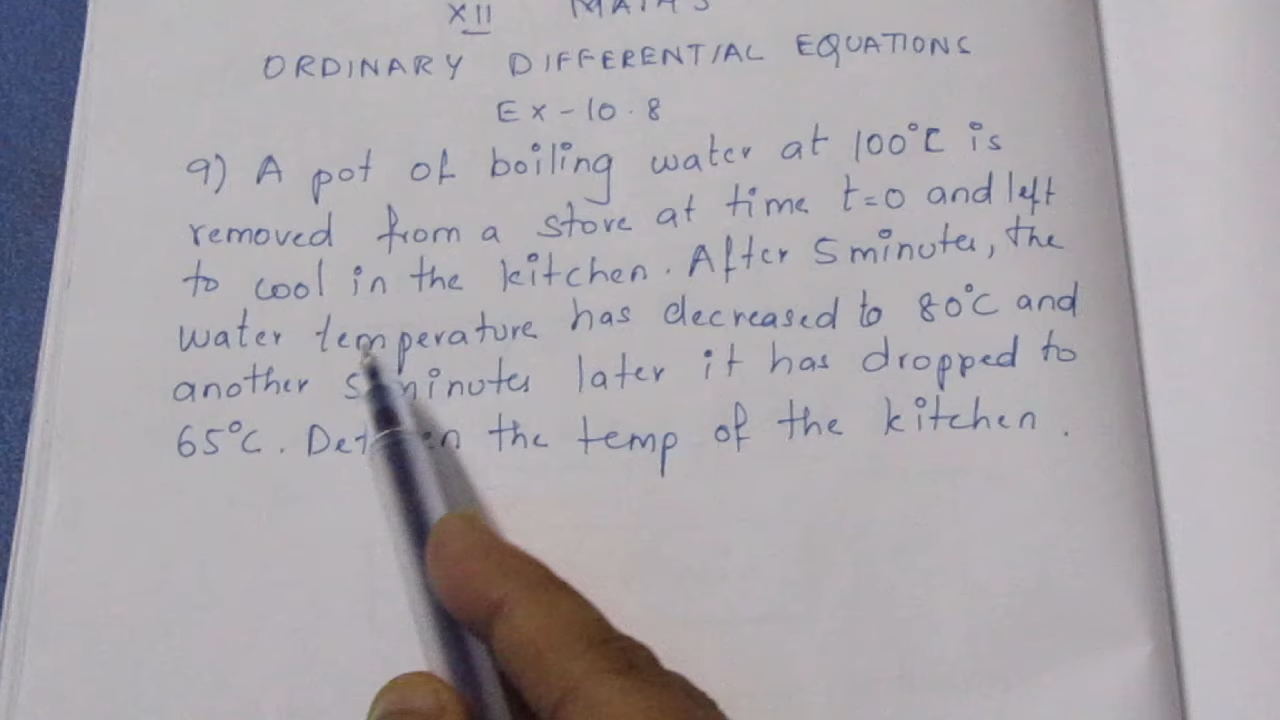 XII MATHS
ORDINARY DIFFERENTIAL EQUATIONS
Ex-10.8
9) A pot of boiling water at 100°C is
removed from a stove at time t=0 and left
to cool in the kitchen. After 5 minutes, the
water temperature has decreased to 80°C and
another 5 minutes later it has dropped to
65°C. the temp of the kitchen.